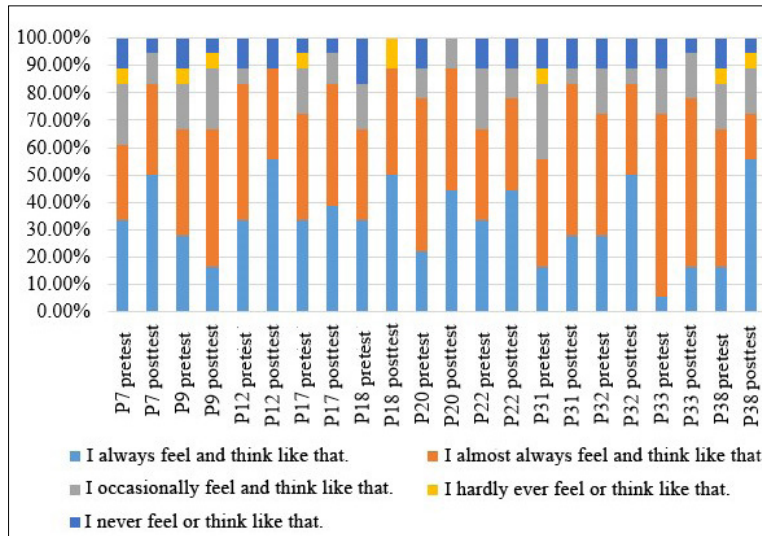 100.00%
90.00%
80.00%
70.00%
60.00%
50.00%
40.00%
30.00%
20.00%
10.00%
0.00%
P7 pretest
P7 posttest
P9 pretest
P9 posttest
P12 pretest
P12 posttest
P17 pretest
P17 posttest
P18 pretest
P18 posttest
P20 pretest
P20 posttest
P22 pretest
P22 posttest
P31 pretest
P31 posttest
P32 pretest
P32 posttest
P33 pretest
P33 posttest
P38 pretest
P38 posttest
I always feel and think like that.
I almost always feel and think like that
I occasionally feel and think like that.
I hardly ever feel or think like that.
I never feel or think like that.